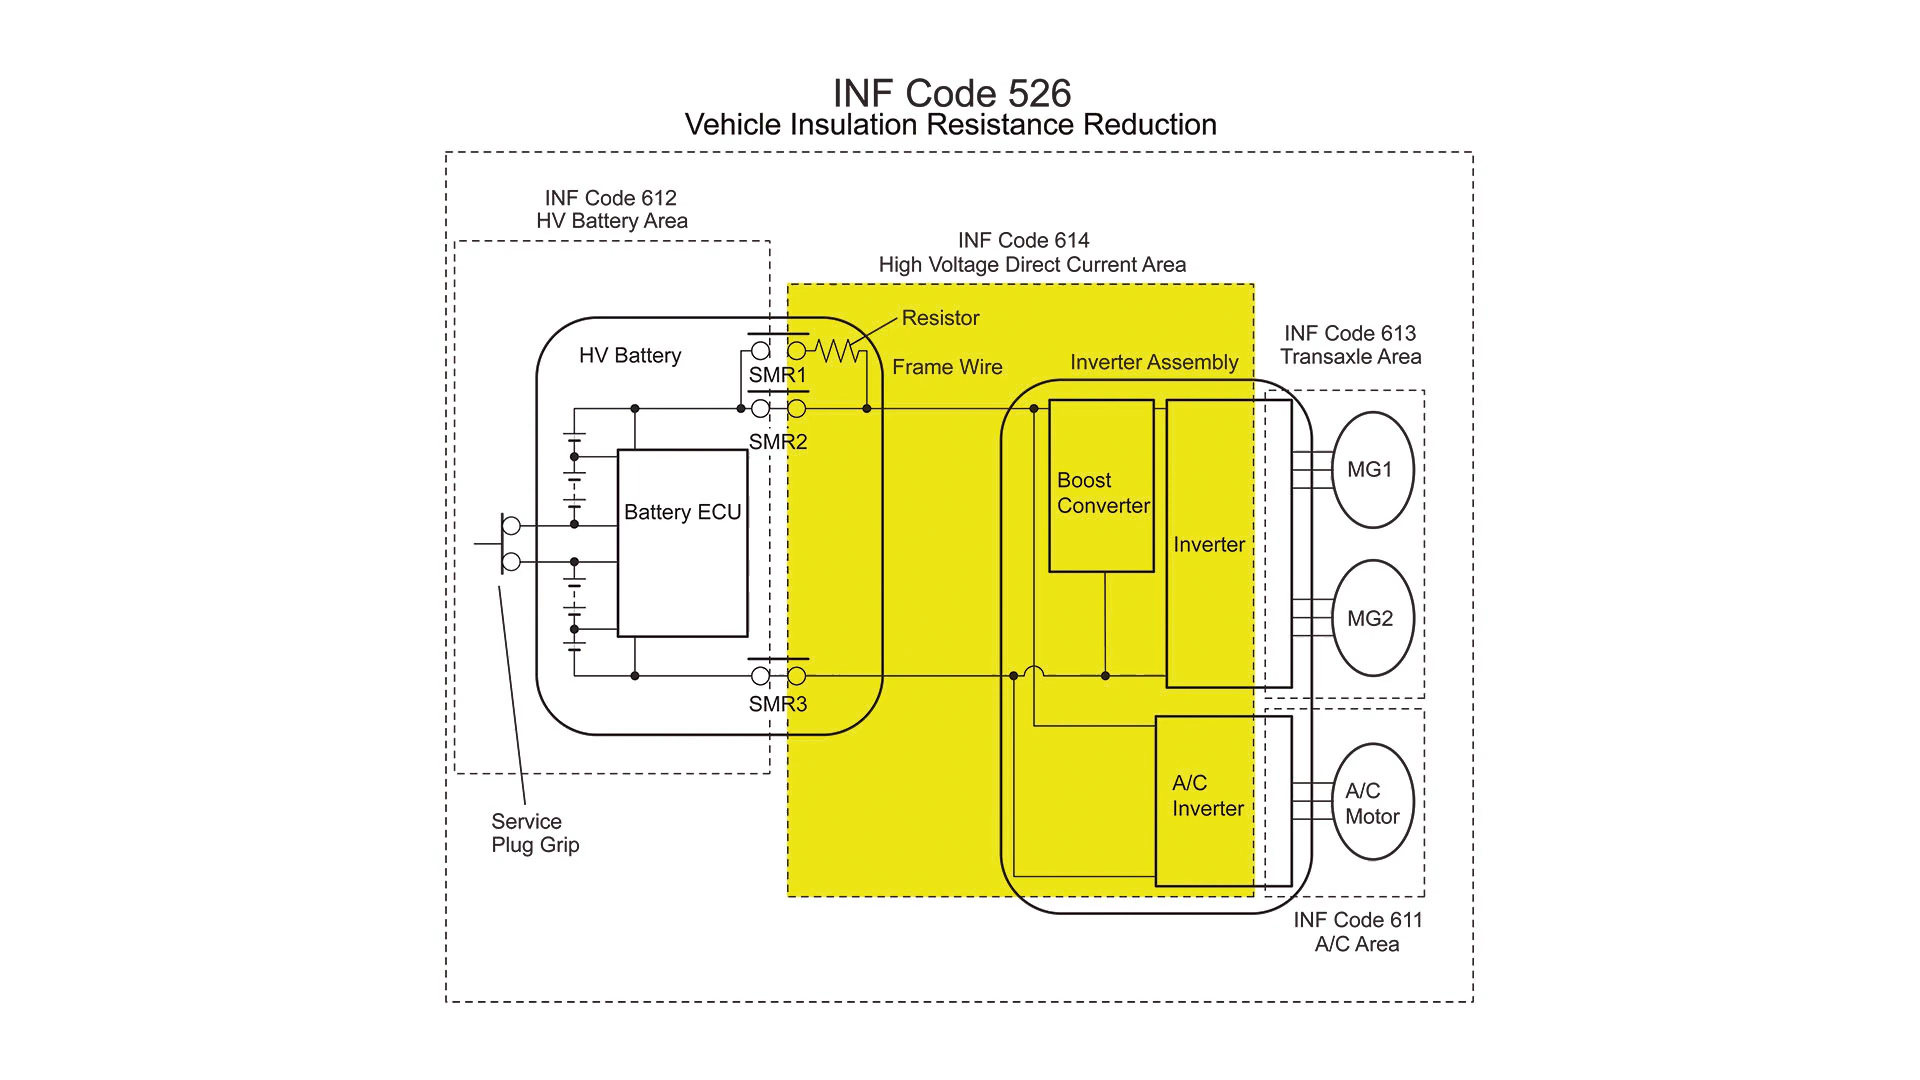 INF Code 526
Vehicle Insulation Resistance Reduction
INF Code 612
HV Battery Area
INF Code 614
High Voltage Direct Current Area
Resistor
INF Code 613
Transaxle Area
HV Battery
SMR1
Frame Wire
Inverter Assembly
SMR2
Battery ECU
Boost
Converter
Inverter
MG1
MG2
SMR3
A/C
Inverter
A/C
Motor
Service
Plug Grip
INF Code 611
A/C Area